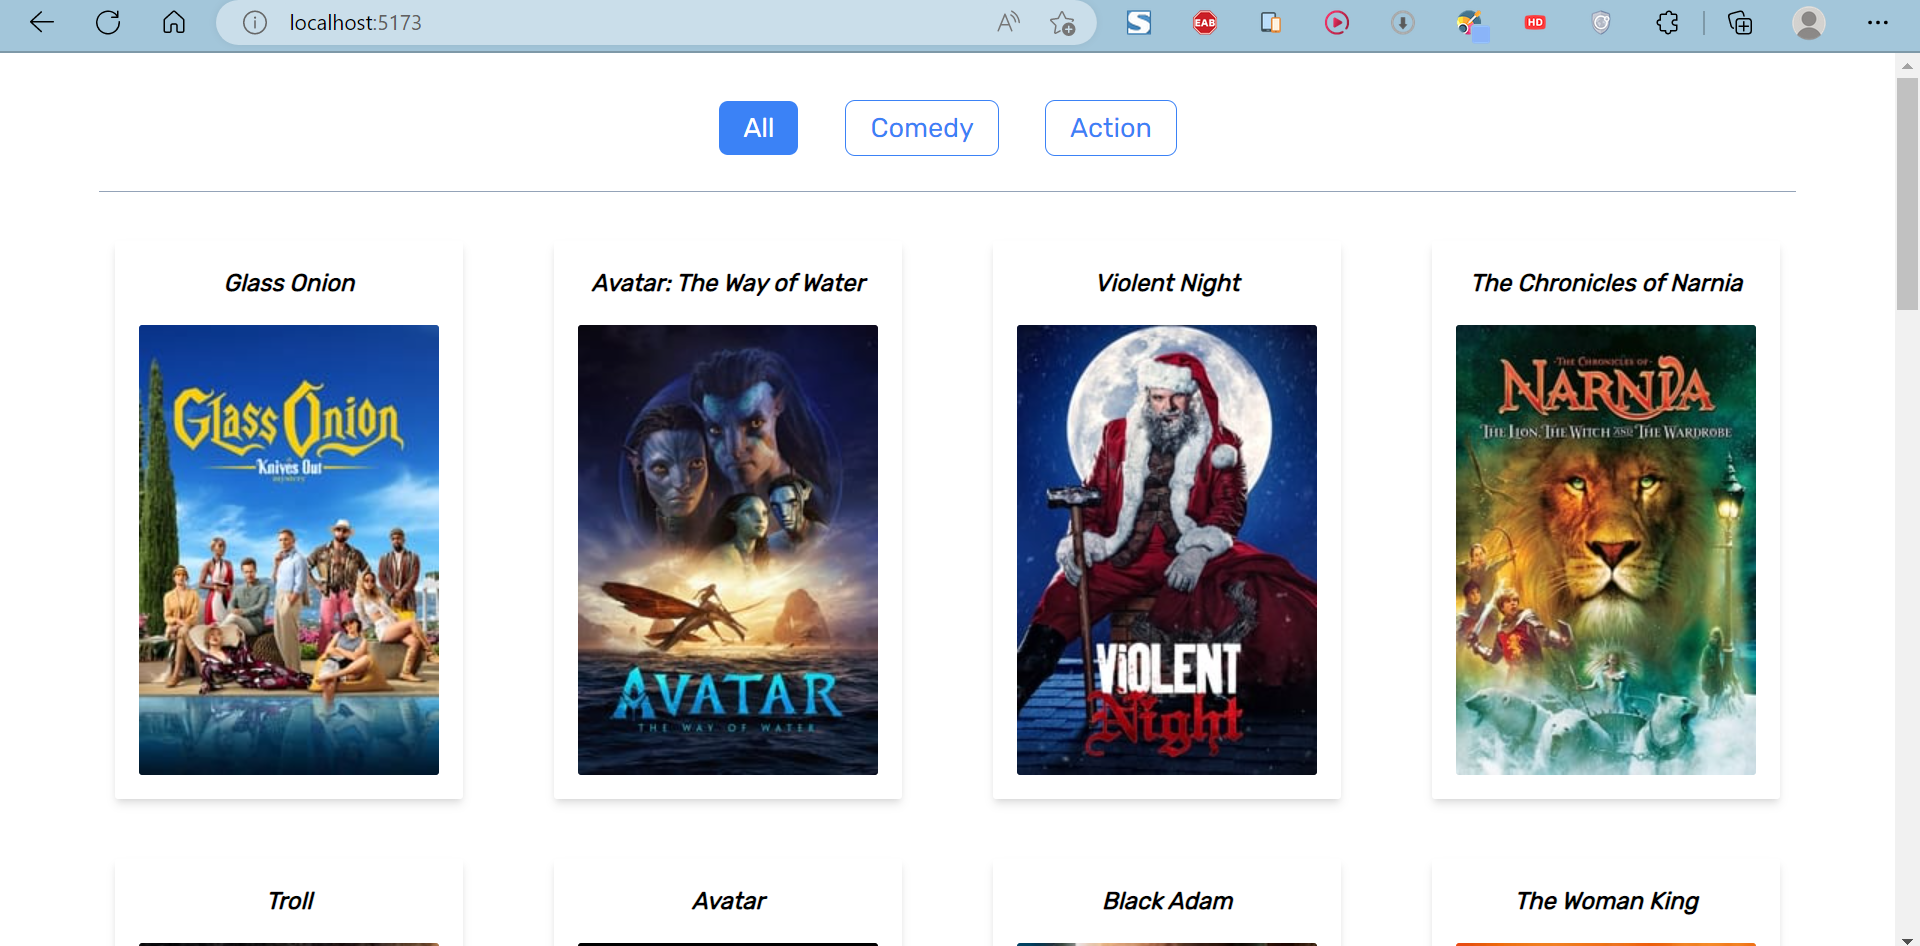 localhost:5173
EAB
HD
All
Comedy
Action
Glass Onion
Avatar: The Way of Water
Violent Night
The Chronicles of Narnia
Glass Onion
Knives Out
mystery
AVATAR
THE WAY OF WATER
VIOLENT
Night
THE CHRONICLES OF
NARNIA
THE LION, THE WITCH AND THE WARDROBE
Troll
Avatar
Black Adam
The Woman King